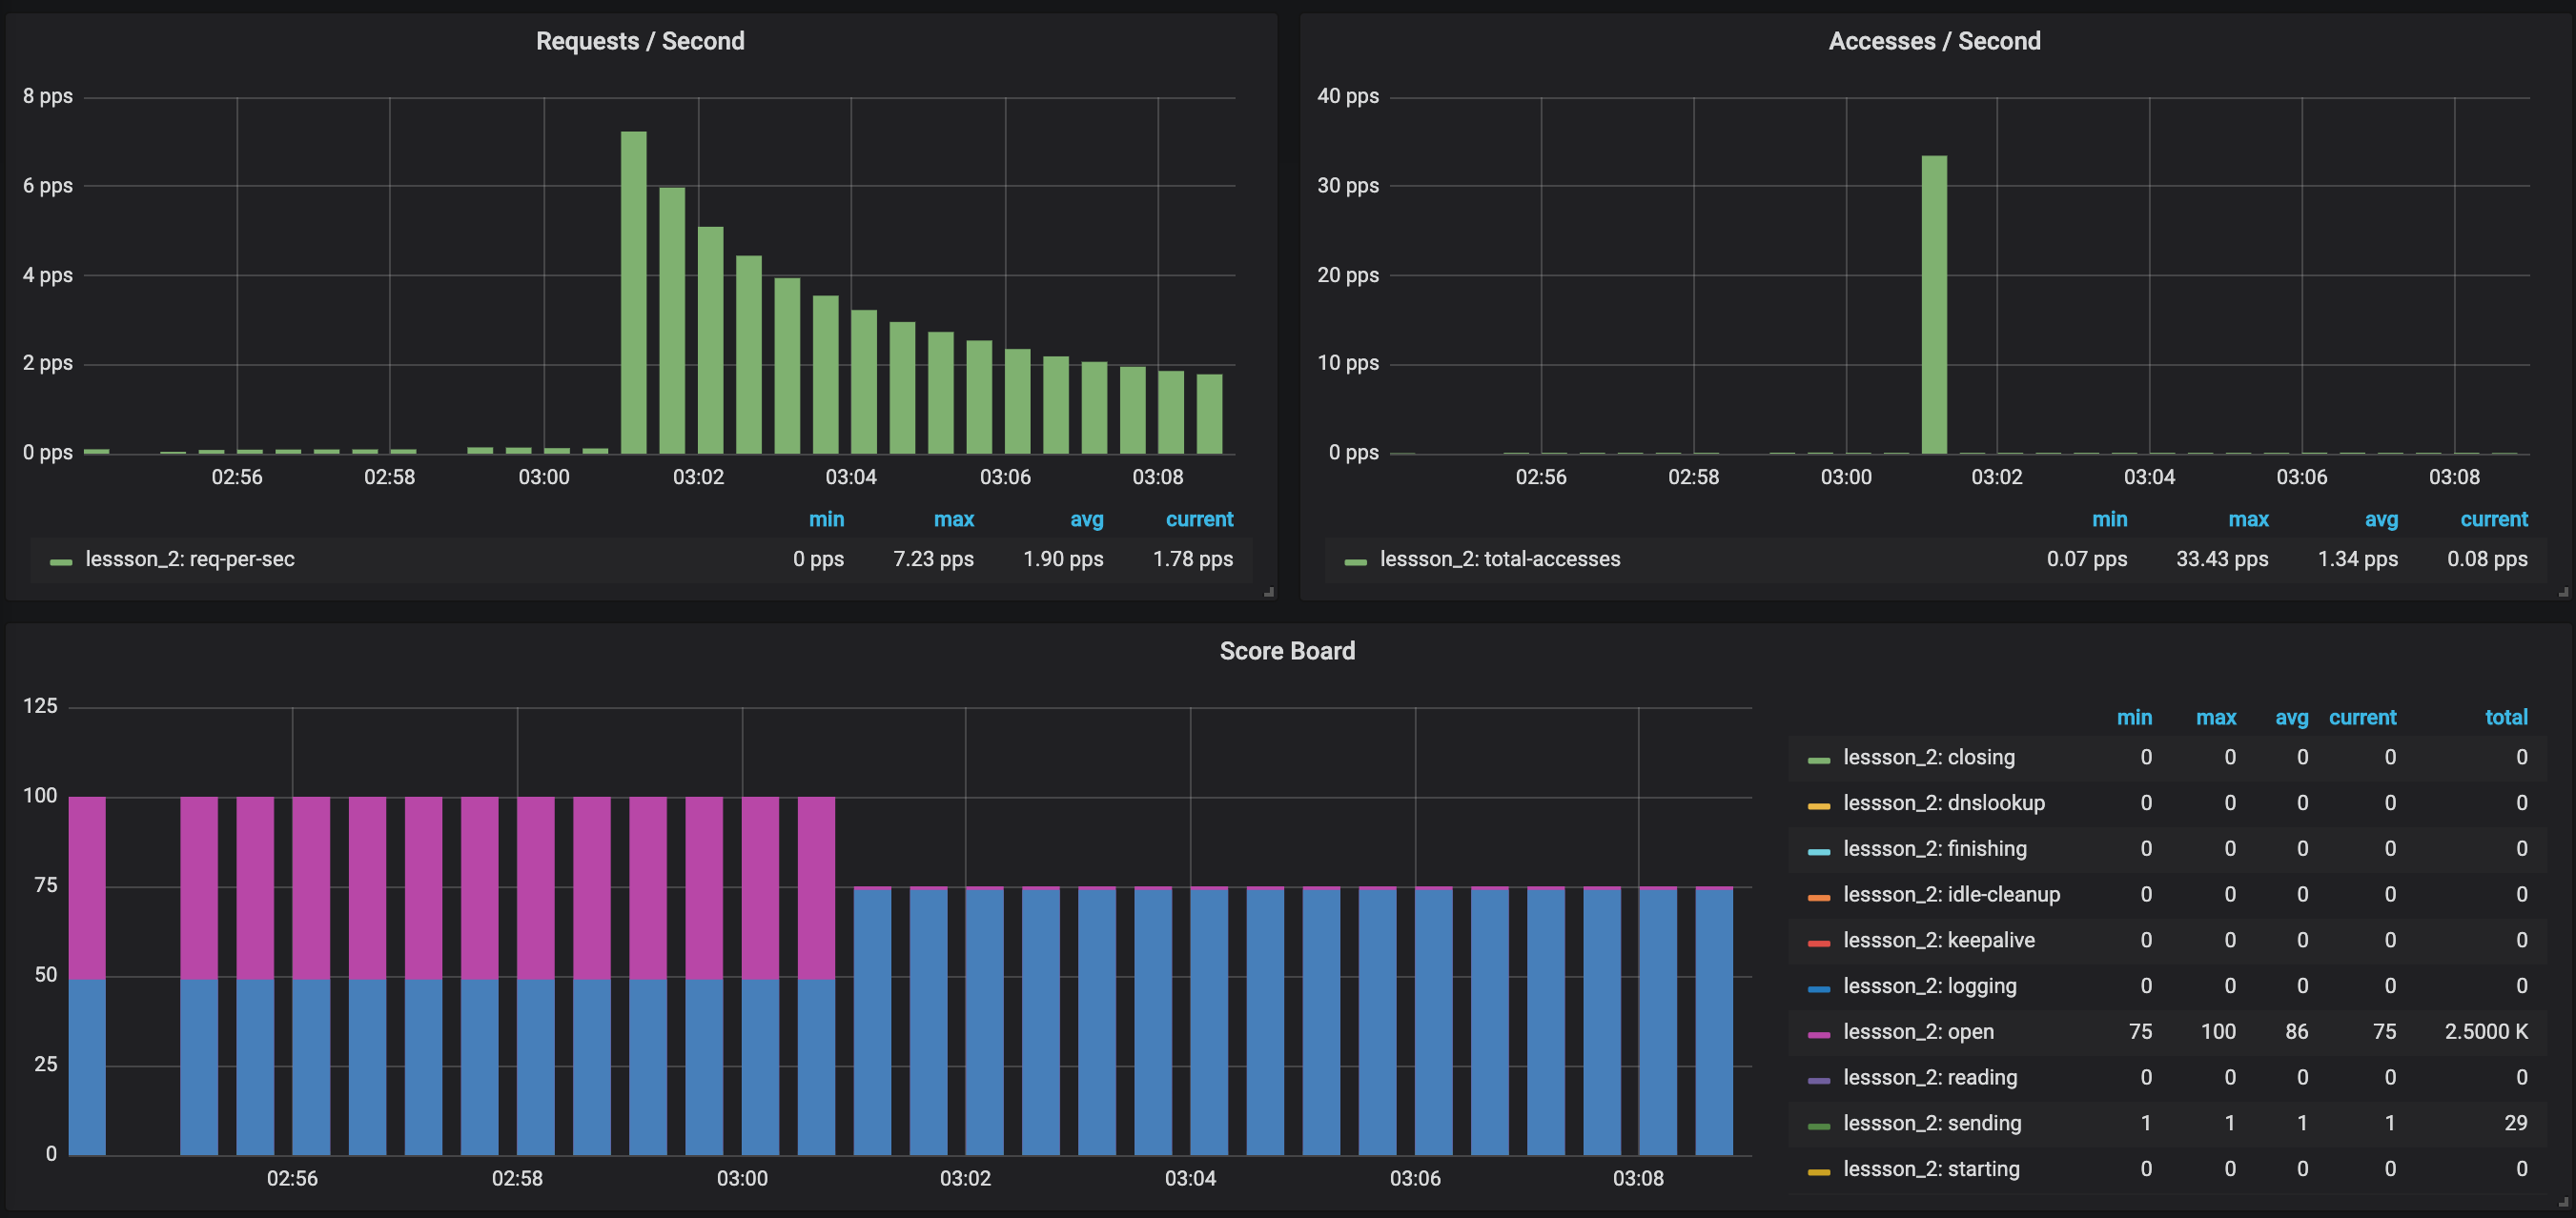 Requests / Second
8 pps
6 pps
4 pps
2 pps
0 pps
02:56 02:58 03:00 03:02 03:04 03:06 03:08
min max avg current
lessson_2: req-per-sec 0 pps 7.23 pps 1.90 pps 1.78 pps
Accesses / Second
40 pps
30 pps
20 pps
10 pps
0 pps
02:56 02:58 03:00 03:02 03:04 03:06 03:08
min max avg current
lessson_2: total-accesses 0.07 pps 33.43 pps 1.34 pps 0.08 pps
Score Board
125
100
75
50
25
0
02:56 02:58 03:00 03:02 03:04 03:06 03:08
min max avg current total
lessson_2: closing 0 0 0 0 0
lessson_2: dnslookup 0 0 0 0 0
lessson_2: finishing 0 0 0 0 0
lessson_2: idle-cleanup 0 0 0 0 0
lessson_2: keepalive 0 0 0 0 0
lessson_2: logging 0 0 0 0 0
lessson_2: open 75 100 86 75 2.5000 K
lessson_2: reading 0 0 0 0 0
lessson_2: sending 1 1 1 1 29
lessson_2: starting 0 0 0 0 0